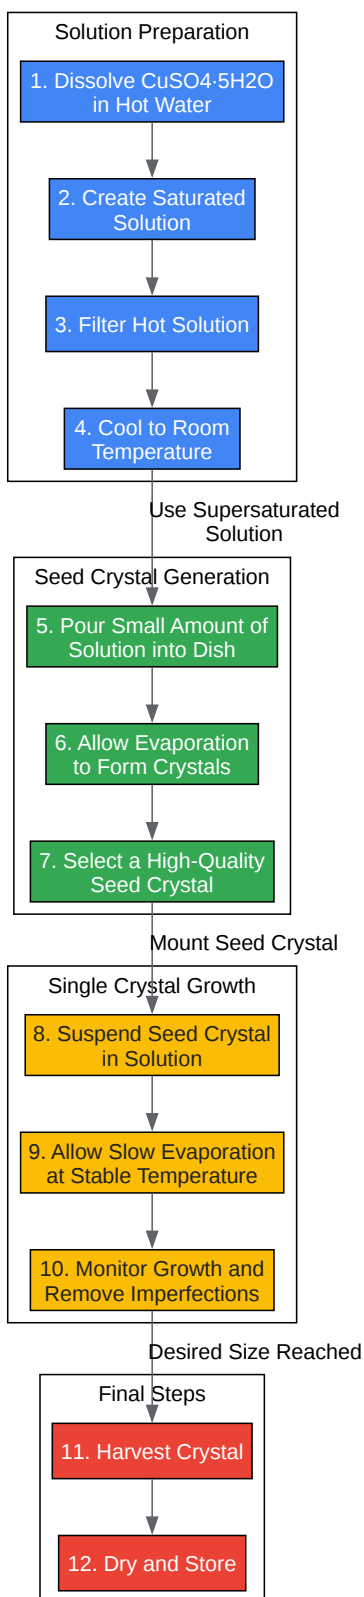 Solution Preparation
1. Dissolve CuSO4·5H2O
in Hot Water
2. Create Saturated
Solution
3. Filter Hot Solution
4. Cool to Room
Temperature
Use Supersaturated
Solution
Seed Crystal Generation
5. Pour Small Amount of
Solution into Dish
6. Allow Evaporation
to Form Crystals
7. Select a High-Quality
Seed Crystal
Mount Seed Crystal
Single Crystal Growth
8. Suspend Seed Crystal
in Solution
9. Allow Slow Evaporation
at Stable Temperature
10. Monitor Growth and
Remove Imperfections
Desired Size Reached
Final Steps
11. Harvest Crystal
12. Dry and Store